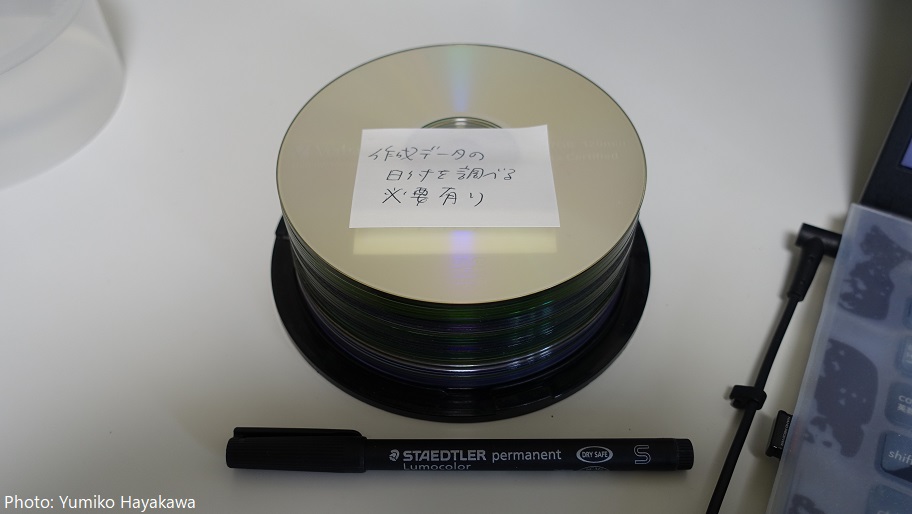 作成データの
日付を調べる
必要有り
STAEDTLER permanent
Lumocolor
DRY SAFE
S
shift
Photo: Yumiko Hayakawa